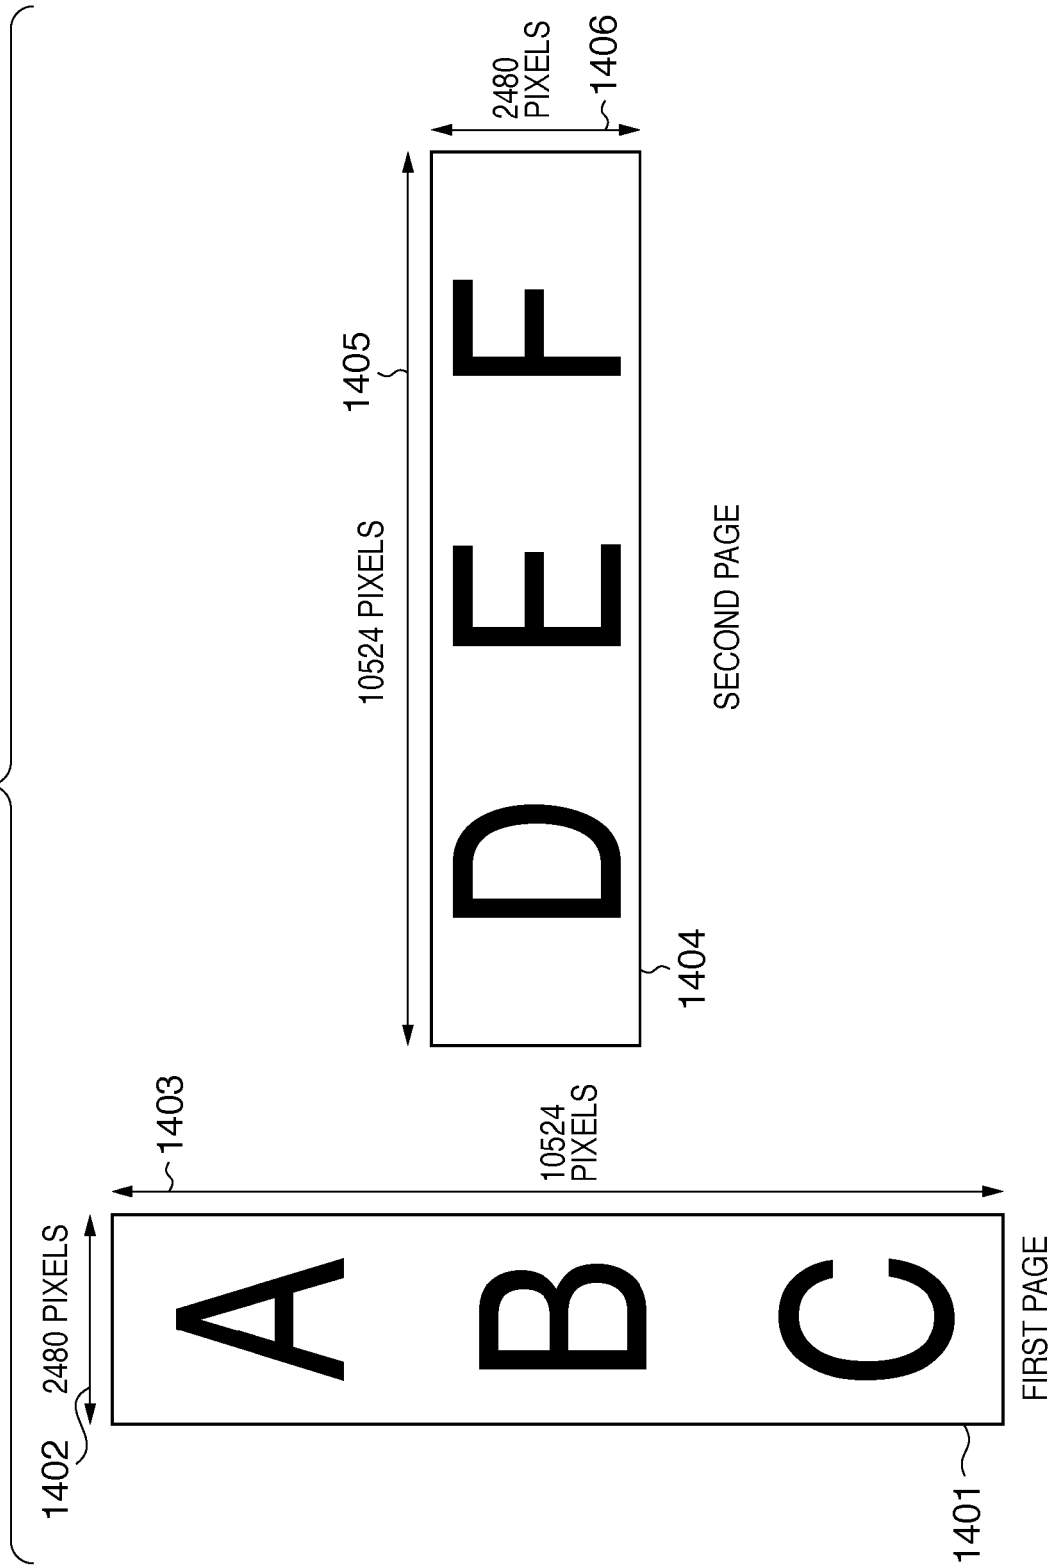 1402
2480 PIXELS
1403
A
B
C
10524
PIXELS
1401
FIRST PAGE
1405
10524 PIXELS
D E F
2480
PIXELS
1406
1404
SECOND PAGE